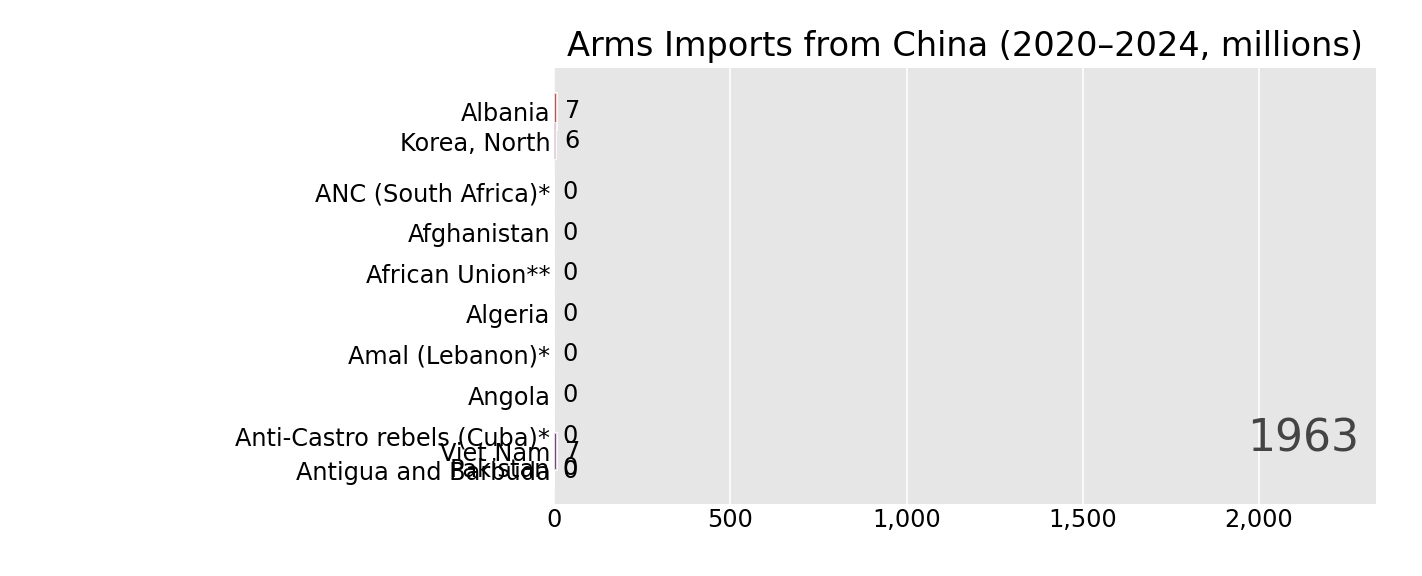 Arms Imports from China (2020–2024, millions)
Albania 7
Korea, North 6
ANC (South Africa)* 0
Afghanistan 0
African Union** 0
Algeria 0
Amal (Lebanon)* 0
Angola 0
Anti-Castro rebels (Cuba)* 0
Viet Nam 7
Pakistan 0
Antigua and Barbuda 0
1963
0 500 1,000 1,500 2,000